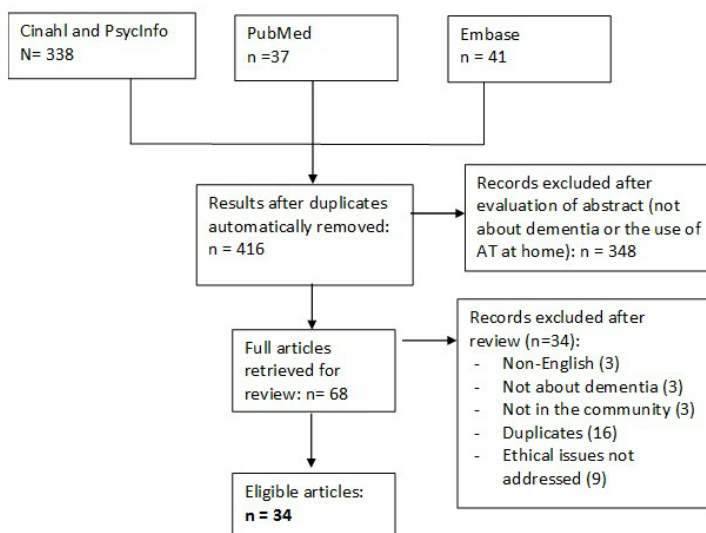 Cinahl and PsycInfo
N= 338
PubMed
n =37
Embase
n = 41
Results after duplicates
automatically removed:
n = 416
Records excluded after
evaluation of abstract (not
about dementia or the use of
AT at home): n = 348
Full articles
retrieved for
review: n= 68
Records excluded after
review (n=34):
- Non-English (3)
- Not about dementia (3)
- Not in the community (3)
- Duplicates (16)
- Ethical issues not
addressed (9)
Eligible articles:
n = 34